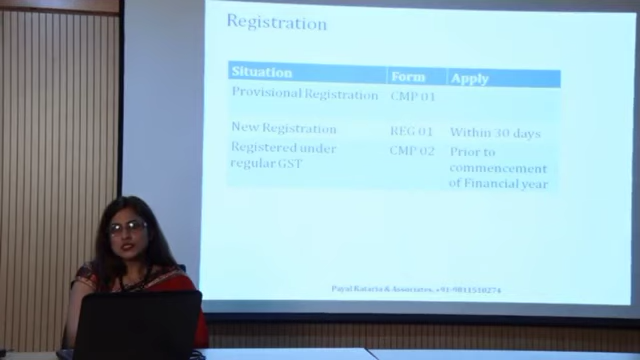 Registration
Situation Form Apply
Provisional Registration CMP 01
New Registration REG 01 Within 30 days
Registered under regular GST CMP 02 Prior to commencement of Financial year
Payal Kataria & Associates, +91-9811510274